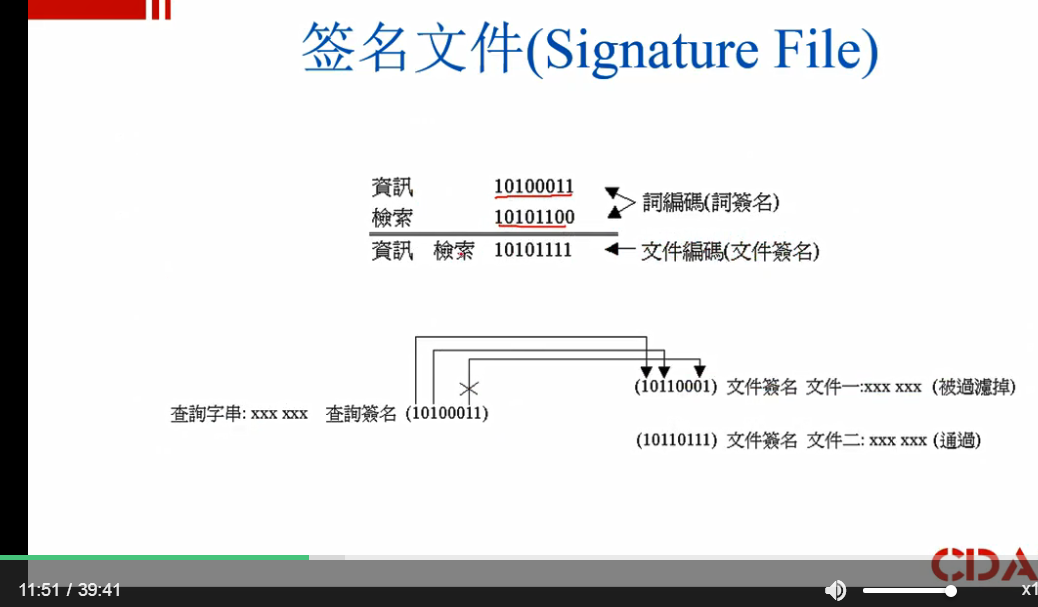 签名文件(Signature File)
資訊 10100011
檢索 10101100
詞編碼(詞簽名)
資訊 檢索 10101111 文件編碼(文件簽名)
(10110001) 文件簽名 文件一:xxx xxx (被過濾掉)
查詢字串: xxx xxx 查詢簽名 (10100011)
(10110111) 文件簽名 文件二: xxx xxx (通過)
CDA
11:51 / 39:41
x1